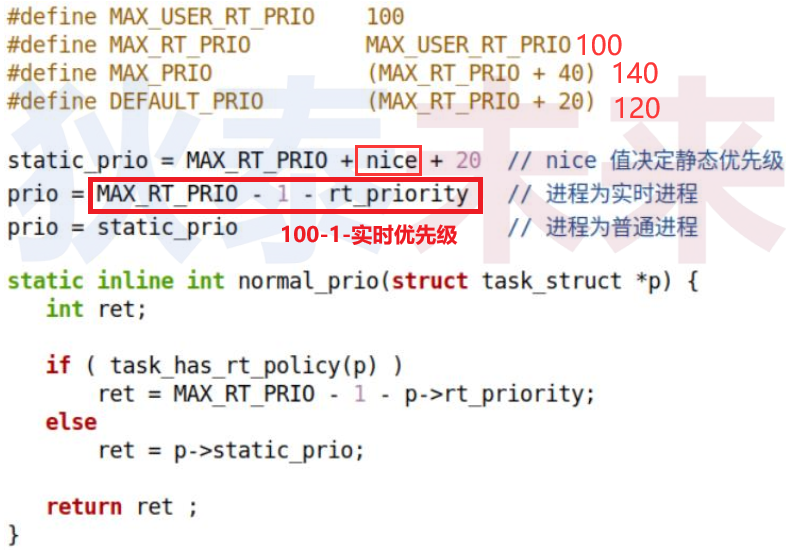 #define MAX_USER_RT_PRIO 100
#define MAX_RT_PRIO MAX_USER_RT_PRIO 100
#define MAX_PRIO (MAX_RT_PRIO + 40) 140
#define DEFAULT_PRIO (MAX_RT_PRIO + 20) 120
狄泰未来
static_prio = MAX_RT_PRIO + nice + 20 // nice 值决定静态优先级
prio = MAX_RT_PRIO - 1 - rt_priority // 进程为实时进程
prio = static_prio // 进程为普通进程
100-1-实时优先级
static inline int normal_prio(struct task_struct *p) {
int ret;
if ( task_has_rt_policy(p) )
ret = MAX_RT_PRIO - 1 - p->rt_priority;
else
ret = p->static_prio;
return ret ;
}